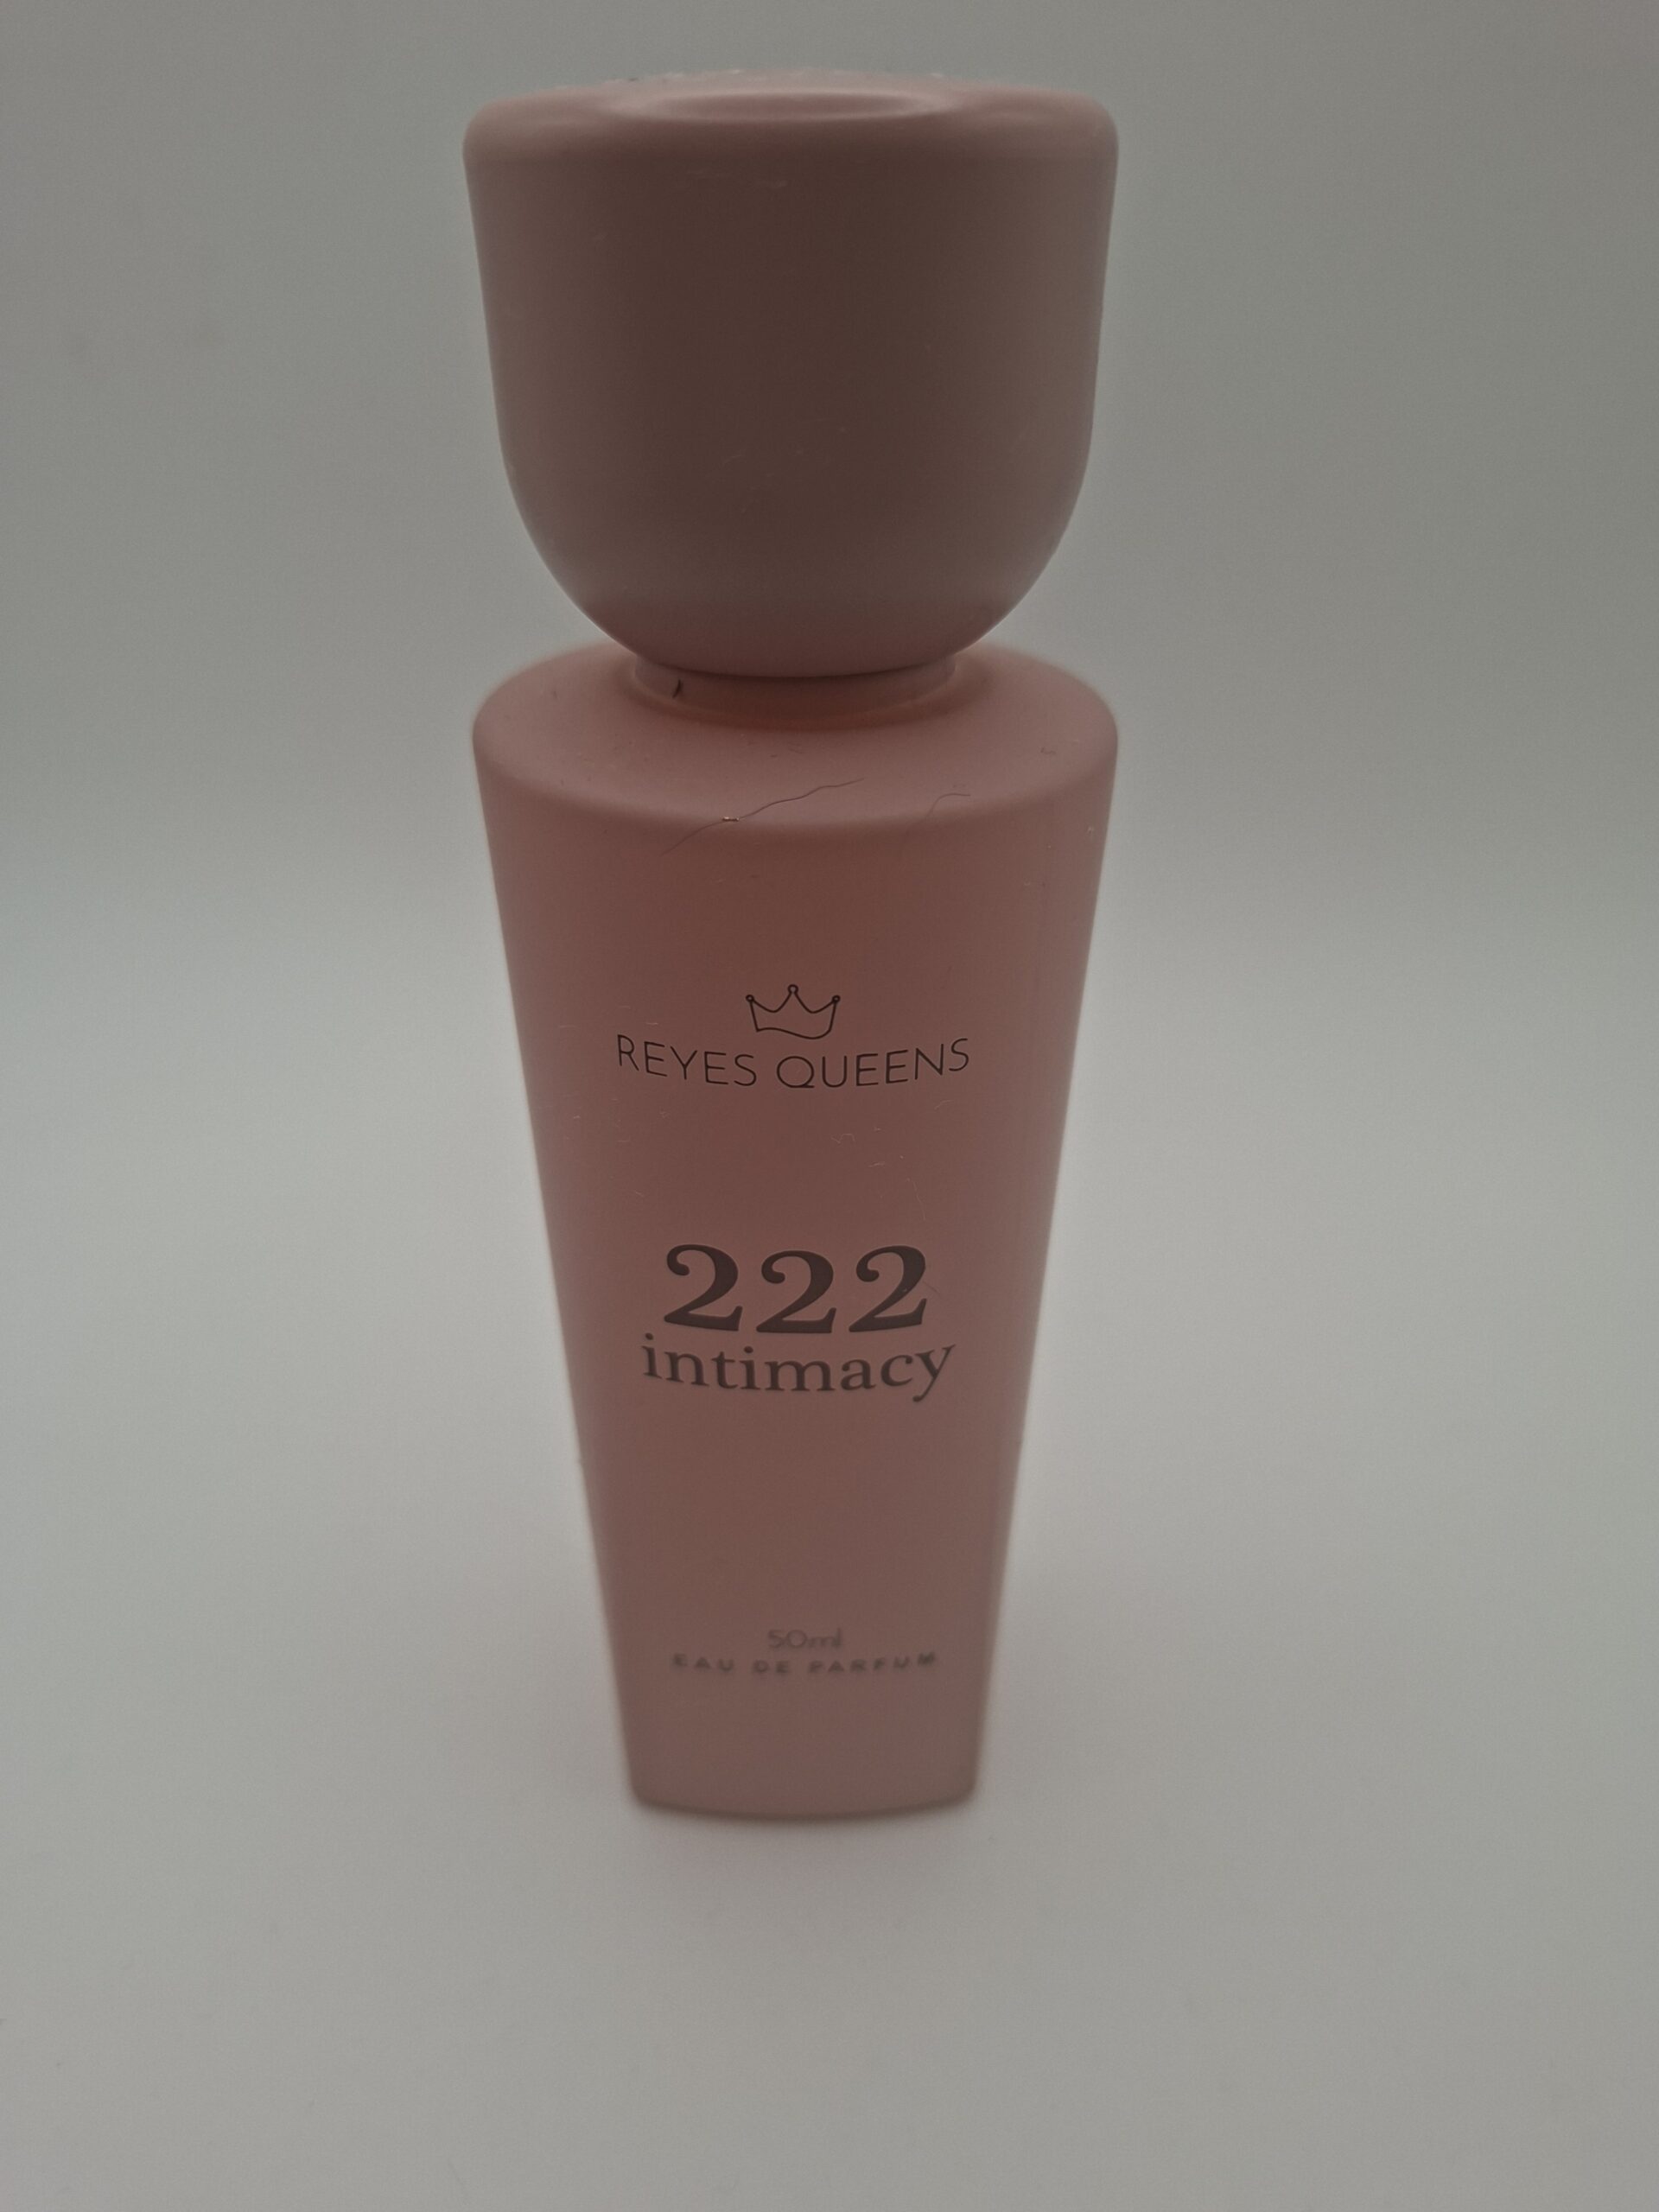 REYES QUEENS
222
intimacy
50ml
EAU DE PARFUM